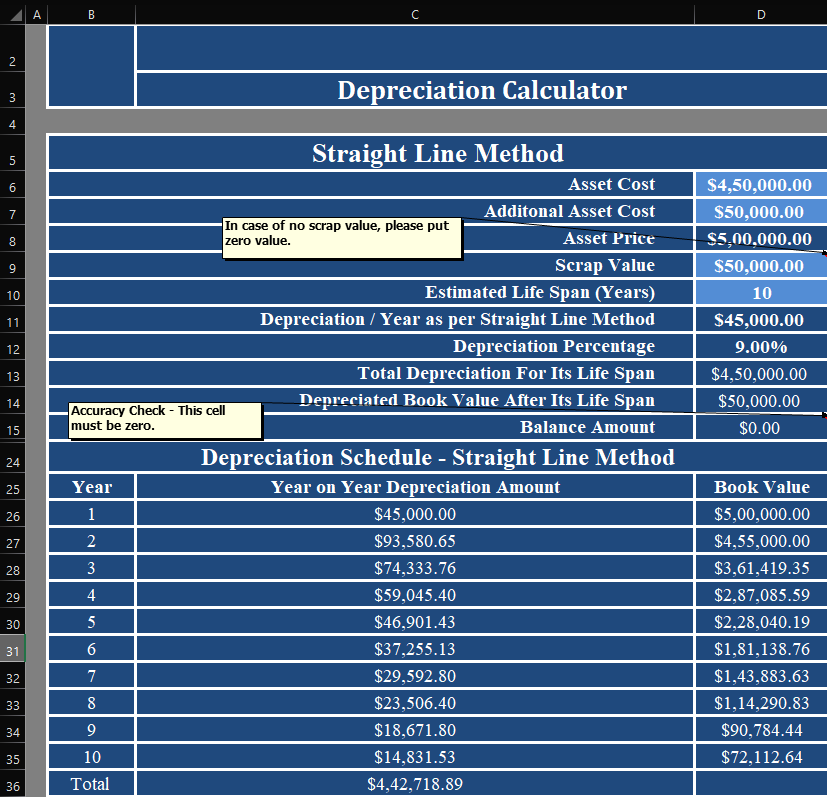 A B C D
2
3 Depreciation Calculator
4
5 Straight Line Method
6 Asset Cost $4,50,000.00
7 Additonal Asset Cost $50,000.00
In case of no scrap value, please put
zero value.
8 Asset Price $5,00,000.00
9 Scrap Value $50,000.00
10 Estimated Life Span (Years) 10
11 Depreciation / Year as per Straight Line Method $45,000.00
12 Depreciation Percentage 9.00%
13 Total Depreciation For Its Life Span $4,50,000.00
14 Depreciated Book Value After Its Life Span $50,000.00
Accuracy Check - This cell
must be zero.
15 Balance Amount $0.00
24 Depreciation Schedule - Straight Line Method
25 Year Year on Year Depreciation Amount Book Value
26 1 $45,000.00 $5,00,000.00
27 2 $93,580.65 $4,55,000.00
28 3 $74,333.76 $3,61,419.35
29 4 $59,045.40 $2,87,085.59
30 5 $46,901.43 $2,28,040.19
31 6 $37,255.13 $1,81,138.76
32 7 $29,592.80 $1,43,883.63
33 8 $23,506.40 $1,14,290.83
34 9 $18,671.80 $90,784.44
35 10 $14,831.53 $72,112.64
36 Total $4,42,718.89